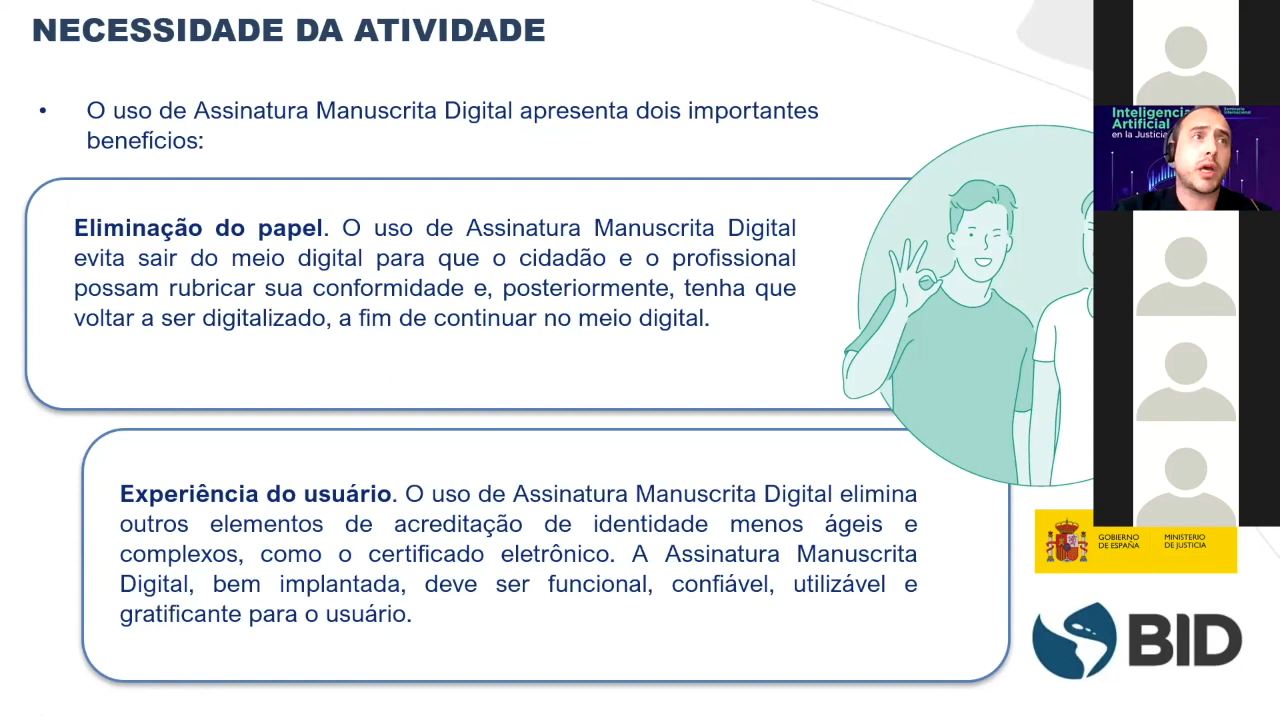 NECESSIDADE DA ATIVIDADE
• O uso de Assinatura Manuscrita Digital apresenta dois importantes
benefícios:
Eliminação do papel. O uso de Assinatura Manuscrita Digital
evita sair do meio digital para que o cidadão e o profissional
possam rubricar sua conformidade e, posteriormente, tenha que
voltar a ser digitalizado, a fim de continuar no meio digital.
Experiência do usuário. O uso de Assinatura Manuscrita Digital elimina
outros elementos de acreditação de identidade menos ágeis e
complexos, como o certificado eletrônico. A Assinatura Manuscrita
Digital, bem implantada, deve ser funcional, confiável, utilizável e
gratificante para o usuário.
Inteligencia
Artificial
en la Justicia
Seminario
Internacional
GOBIERNO
DE ESPAÑA
MINISTERIO
DE JUSTICIA
BID